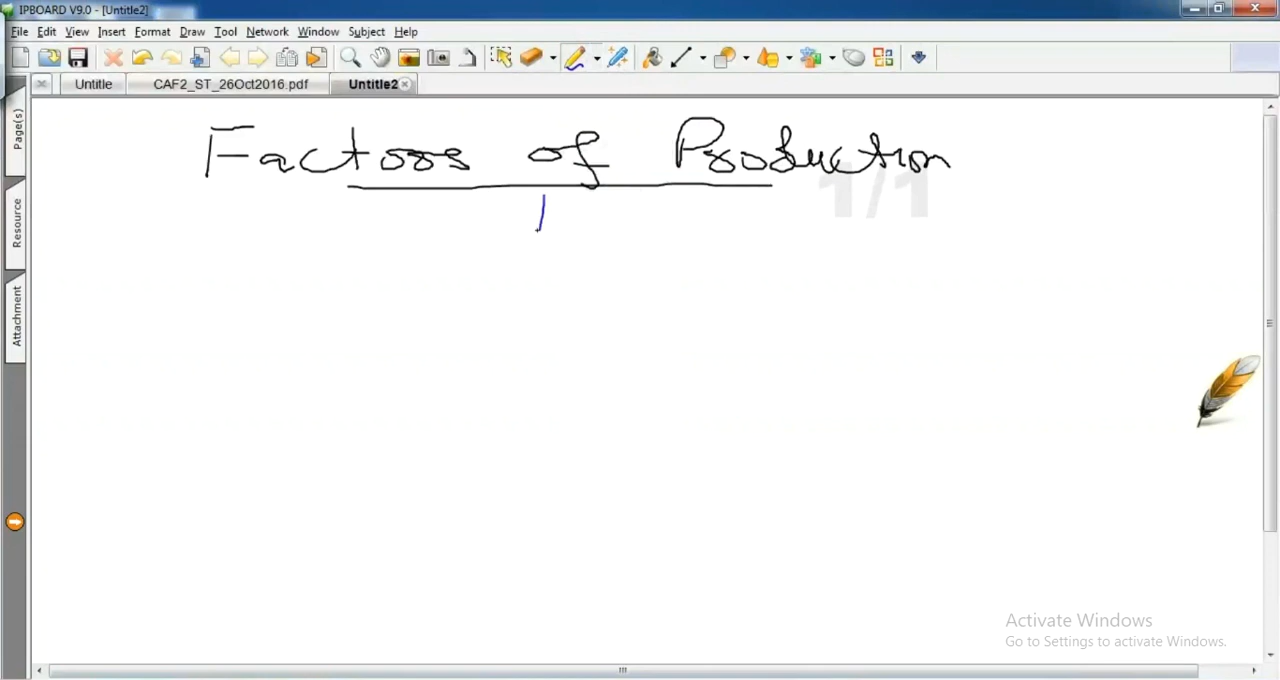 IPBOARD V9.0 - [Untitle2]
File Edit View Insert Format Draw Tool Network Window Subject Help
Untitle CAF2_ST_26Oct2016.pdf Untitle2
Page(s)
Resource
Attachment
Factors of Production
1/1
Activate Windows
Go to Settings to activate Windows.